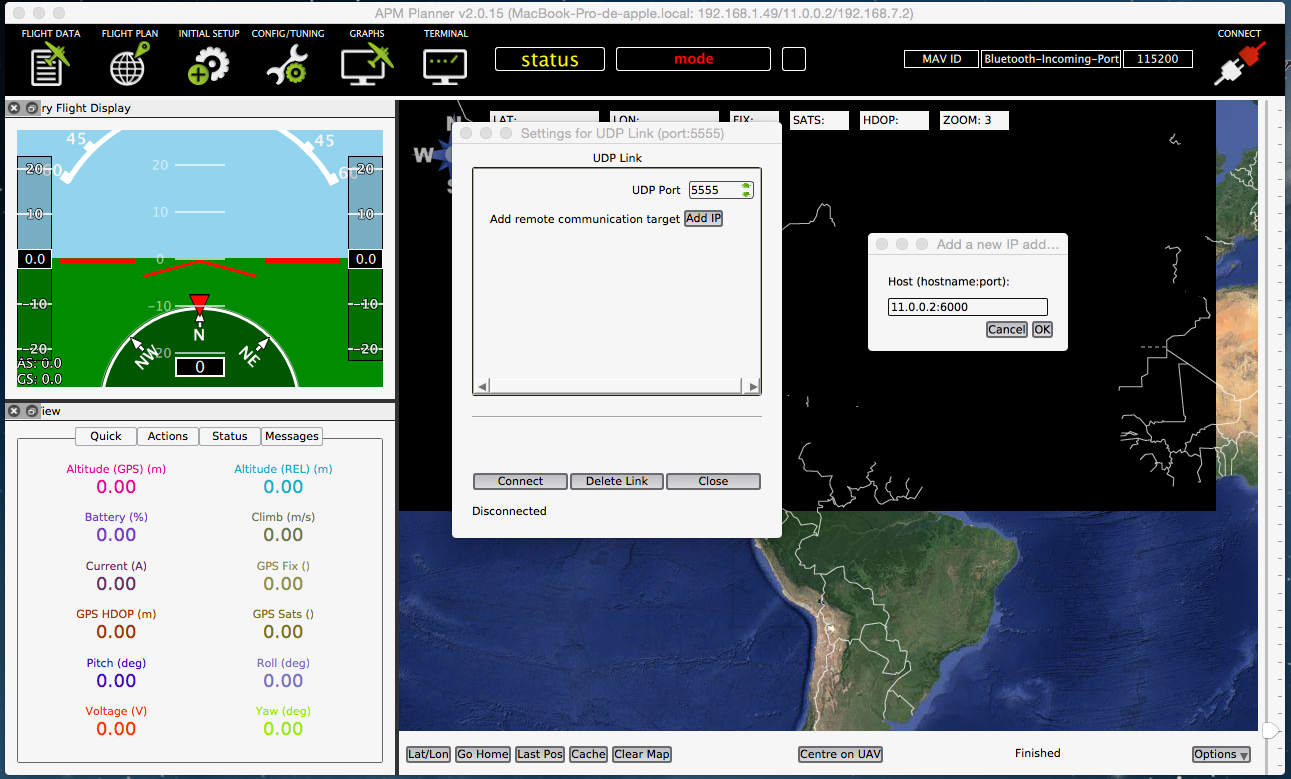 APM Planner v2.0.15 (MacBook-Pro-de-apple.local: 192.168.1.49/11.0.0.2/192.168.7.2)
FLIGHT DATA FLIGHT PLAN INITIAL SETUP CONFIG/TUNING GRAPHS TERMINAL CONNECT
status mode MAV ID Bluetooth-Incoming-Port 115200
ry Flight Display
45 45
60 60
20 20 20
10 10 10
0.0 0 0.0
-10 -10 -10
-20 20 -20
N
NW NE
0
AS: 0.0
GS: 0.0
LAT: LON: FIX: SATS: HDOP: ZOOM: 3
N
W
S
Settings for UDP Link (port:5555)
UDP Link
UDP Port 5555
Add remote communication target Add IP
Connect Delete Link Close
Disconnected
Add a new IP add...
Host (hostname:port):
11.0.0.2:6000
Cancel OK
iew
Quick Actions Status Messages
Altitude (GPS) (m) Altitude (REL) (m)
0.00 0.00
Battery (%) Climb (m/s)
0.00 0.00
Current (A) GPS Fix ()
0.00 0.00
GPS HDOP (m) GPS Sats ()
0.00 0.00
Pitch (deg) Roll (deg)
0.00 0.00
Voltage (V) Yaw (deg)
0.00 0.00
Lat/Lon Go Home Last Pos Cache Clear Map Centre on UAV Finished Options